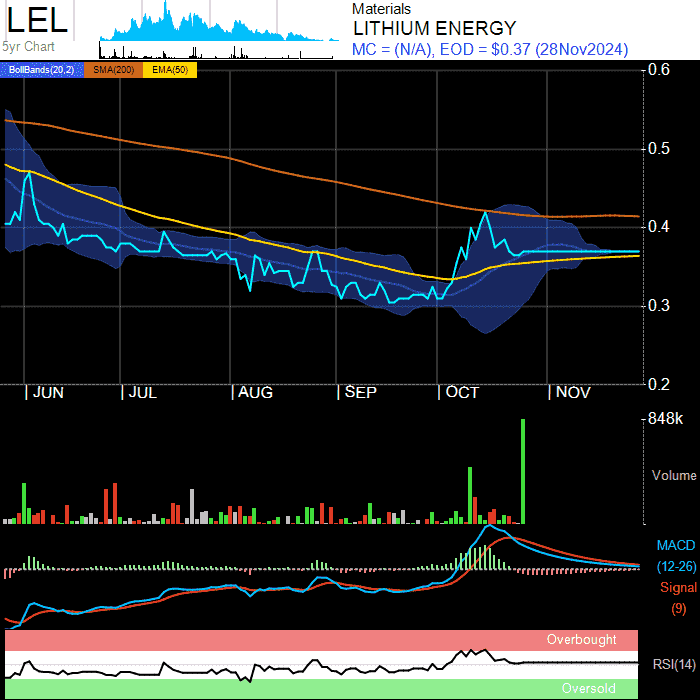 LEL
5yr Chart
Materials
LITHIUM ENERGY
MC = (N/A), EOD = $0.37 (28Nov2024)
BollBands(20,2) SMA(200) EMA(50)
0.6
0.5
0.4
0.3
0.2
JUN JUL AUG SEP OCT NOV
848k
Volume
MACD
(12-26)
Signal
(9)
Overbought
RSI(14)
Oversold